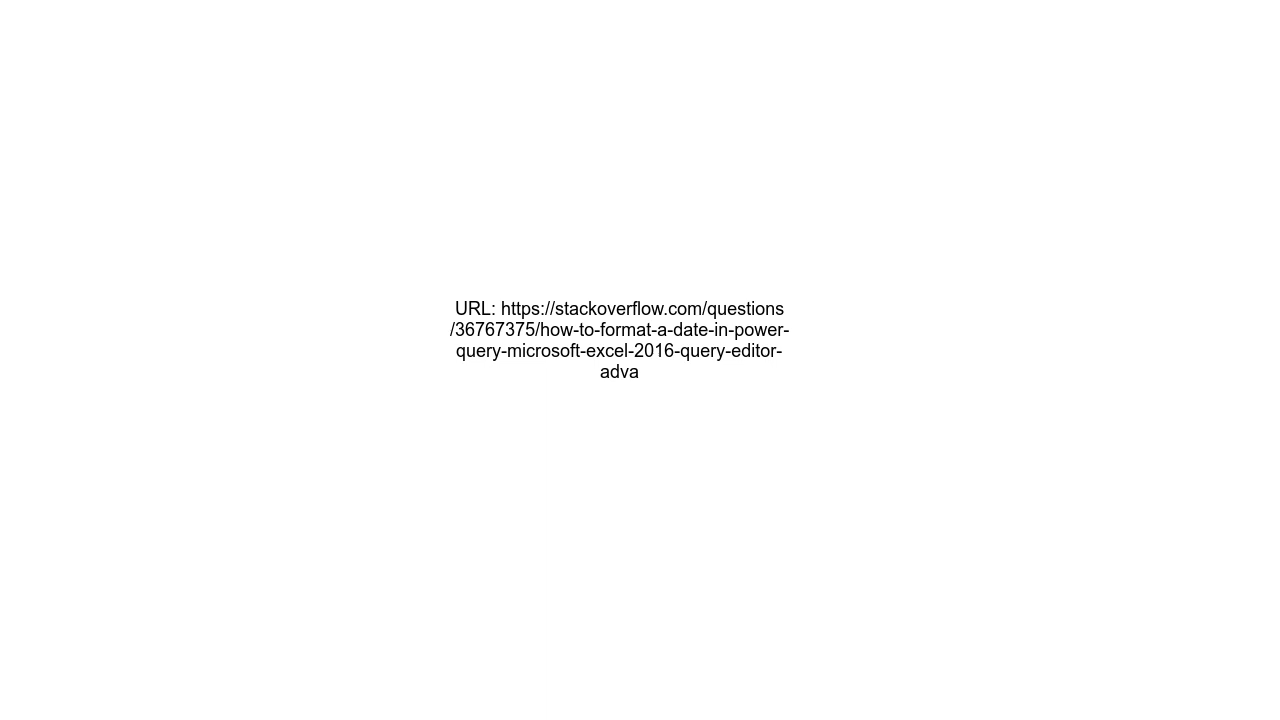 URL: https://stackoverflow.com/questions
/36767375/how-to-format-a-date-in-power-
query-microsoft-excel-2016-query-editor-
adva